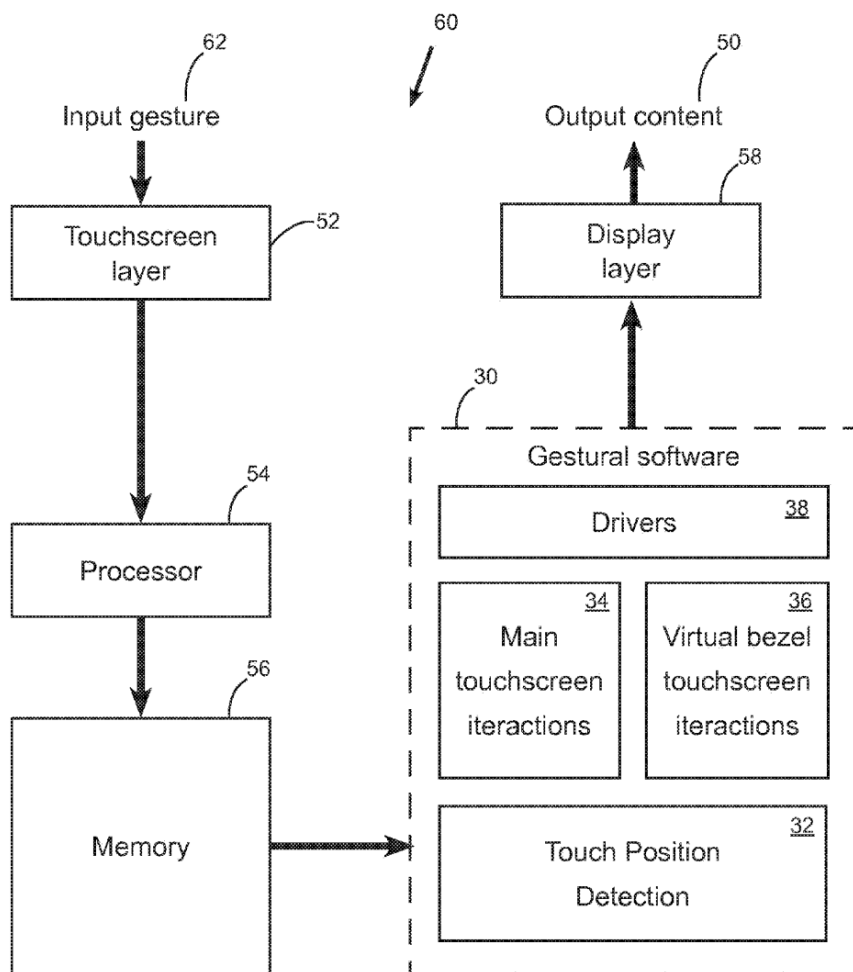 60
62
50
Input gesture
Output content
58
52
Touchscreen
layer
Display
layer
30
Gestural software
54
Drivers 38
Processor
34
36
Main
touchscreen
iteractions
Virtual bezel
touchscreen
iteractions
56
Memory
32
Touch Position
Detection